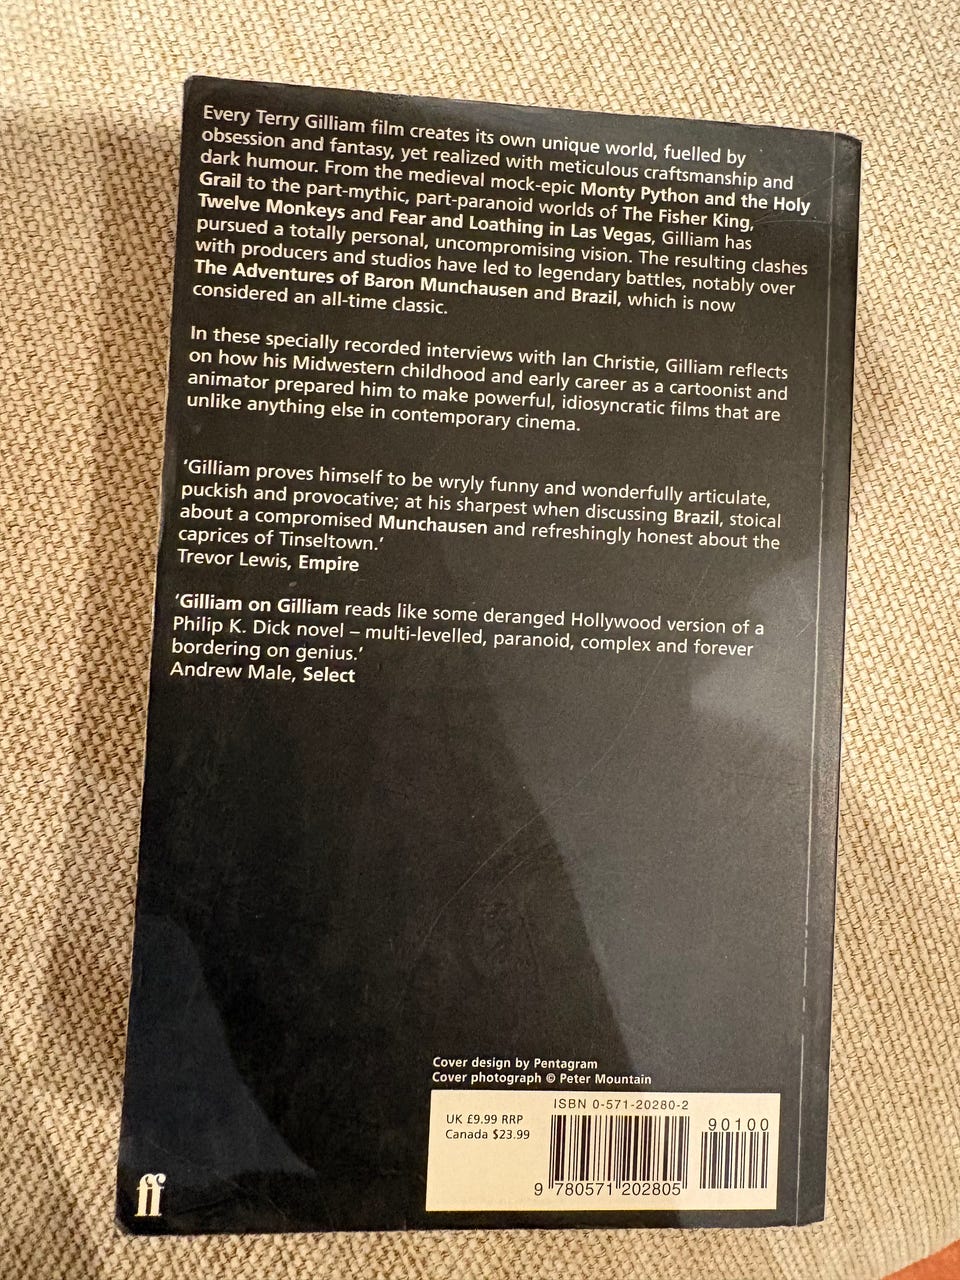 Every Terry Gilliam film creates its own unique world, fuelled by
obsession and fantasy, yet realized with meticulous craftsmanship and
dark humour. From the medieval mock-epic Monty Python and the Holy
Grail to the part-mythic, part-paranoid worlds of The Fisher King,
Twelve Monkeys and Fear and Loathing in Las Vegas, Gilliam has
pursued a totally personal, uncompromising vision. The resulting clashes
with producers and studios have led to legendary battles, notably over
The Adventures of Baron Munchausen and Brazil, which is now
considered an all-time classic.
In these specially recorded interviews with Ian Christie, Gilliam reflects
on how his Midwestern childhood and early career as a cartoonist and
animator prepared him to make powerful, idiosyncratic films that are
unlike anything else in contemporary cinema.
‘Gilliam proves himself to be wryly funny and wonderfully articulate,
puckish and provocative; at his sharpest when discussing Brazil, stoical
about a compromised Munchausen and refreshingly honest about the
caprices of Tinseltown.’
Trevor Lewis, Empire
‘Gilliam on Gilliam reads like some deranged Hollywood version of a
Philip K. Dick novel – multi-levelled, paranoid, complex and forever
bordering on genius.’
Andrew Male, Select
Cover design by Pentagram
Cover photograph © Peter Mountain
ISBN 0-571-20280-2
UK £9.99 RRP
Canada $23.99
90100
9 780571 202805
ff